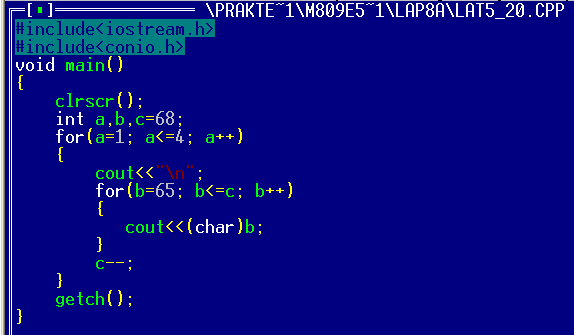 [▪] \PRAKTE~1\M809E5~1\LAP8A\LAT5_20.CPP
#include<iostream.h>
#include<conio.h>
void main()
{
    clrscr();
    int a,b,c=68;
    for(a=1; a<=4; a++)
    {
        cout<<"\n";
        for(b=65; b<=c; b++)
        {
           cout<<(char)b;
        }
        c--;
    }
    getch();
}